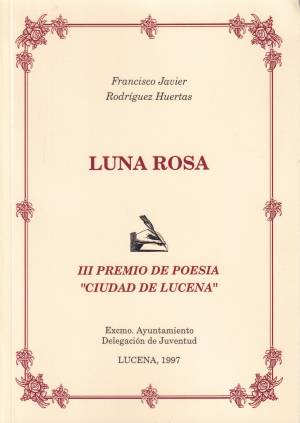 Francisco Javier
Rodríguez Huertas
LUNA ROSA
III PREMIO DE POESIA
"CIUDAD DE LUCENA"
Excmo. Ayuntamiento
Delegación de Juventud
LUCENA, 1997